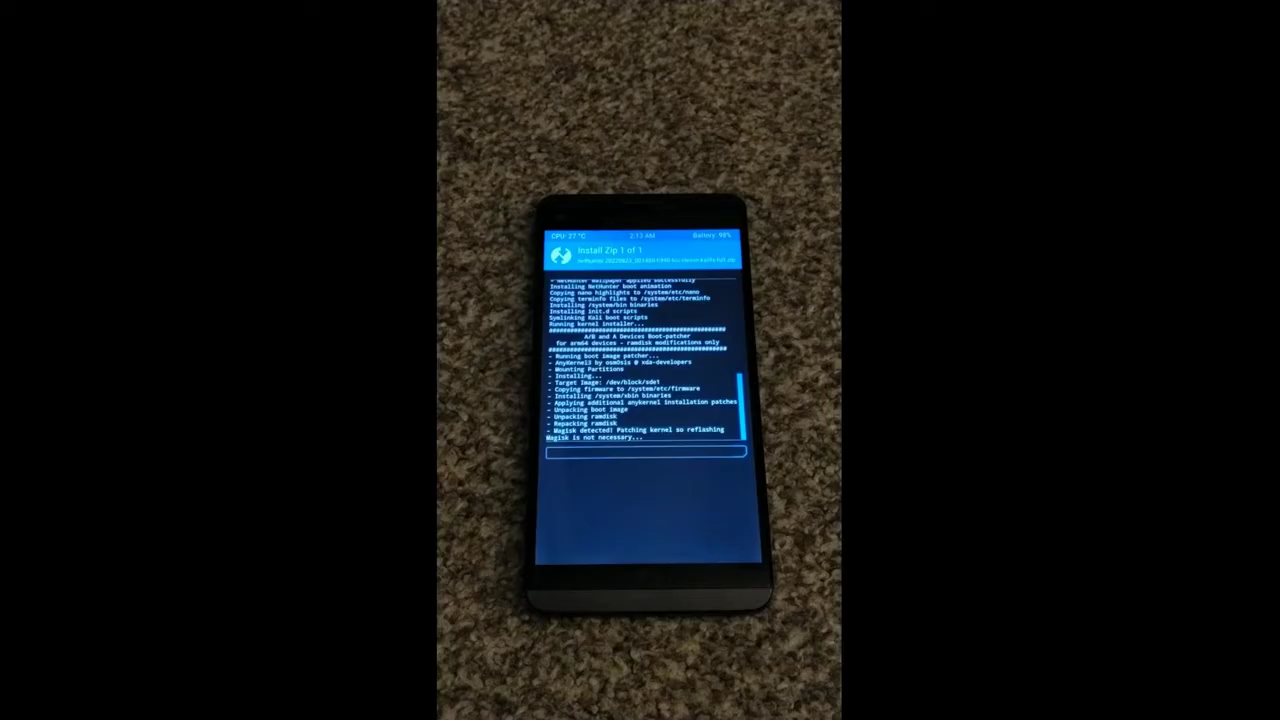 CPU: 27 °C 2:13 AM Battery: 98%
Install Zip 1 of 1
- NetHunter wallpaper applied successfully
Installing NetHunter boot animation
Copying nano highlights to /system/etc/nano
Copying terminfo files to /system/etc/terminfo
Installing /system/bin binaries
Installing init.d scripts
Symlinking Kali boot scripts
Running kernel installer...
##################################################
A/B and A Devices Boot-patcher
for arm64 devices - ramdisk modifications only
##################################################
- Running boot image patcher...
- AnyKernel3 by osm0sis @ xda-developers
- Mounting Partitions
- Installing...
- Target Image: /dev/block/sde1
- Copying firmware to /system/etc/firmware
- Installing /system/xbin binaries
- Applying additional anykernel installation patches
- Unpacking boot image
- Unpacking ramdisk
- Repacking ramdisk
- Magisk detected! Patching kernel so reflashing
Magisk is not necessary...